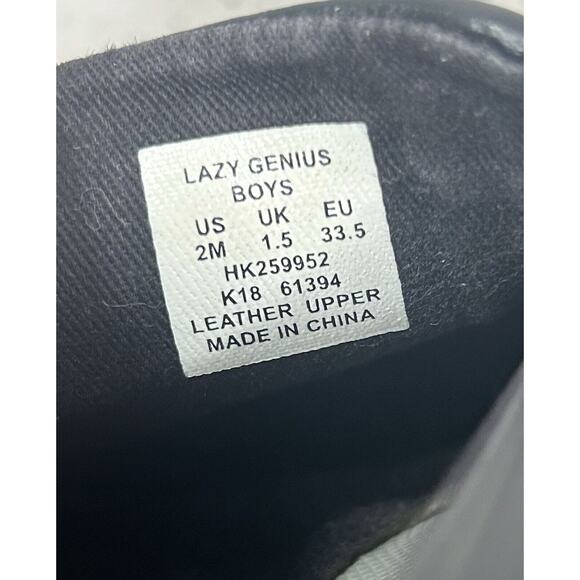 LAZY GENIUS
BOYS
US UK EU
2M 1.5 33.5
HK259952
K18 61394
LEATHER UPPER
MADE IN CHINA